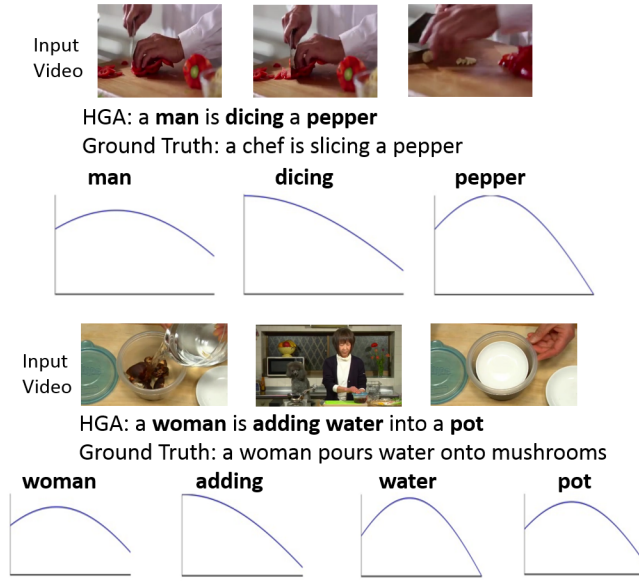 Input
Video
HGA: a man is dicing a pepper
Ground Truth: a chef is slicing a pepper
man dicing pepper
Input
Video
HGA: a woman is adding water into a pot
Ground Truth: a woman pours water onto mushrooms
woman adding water pot